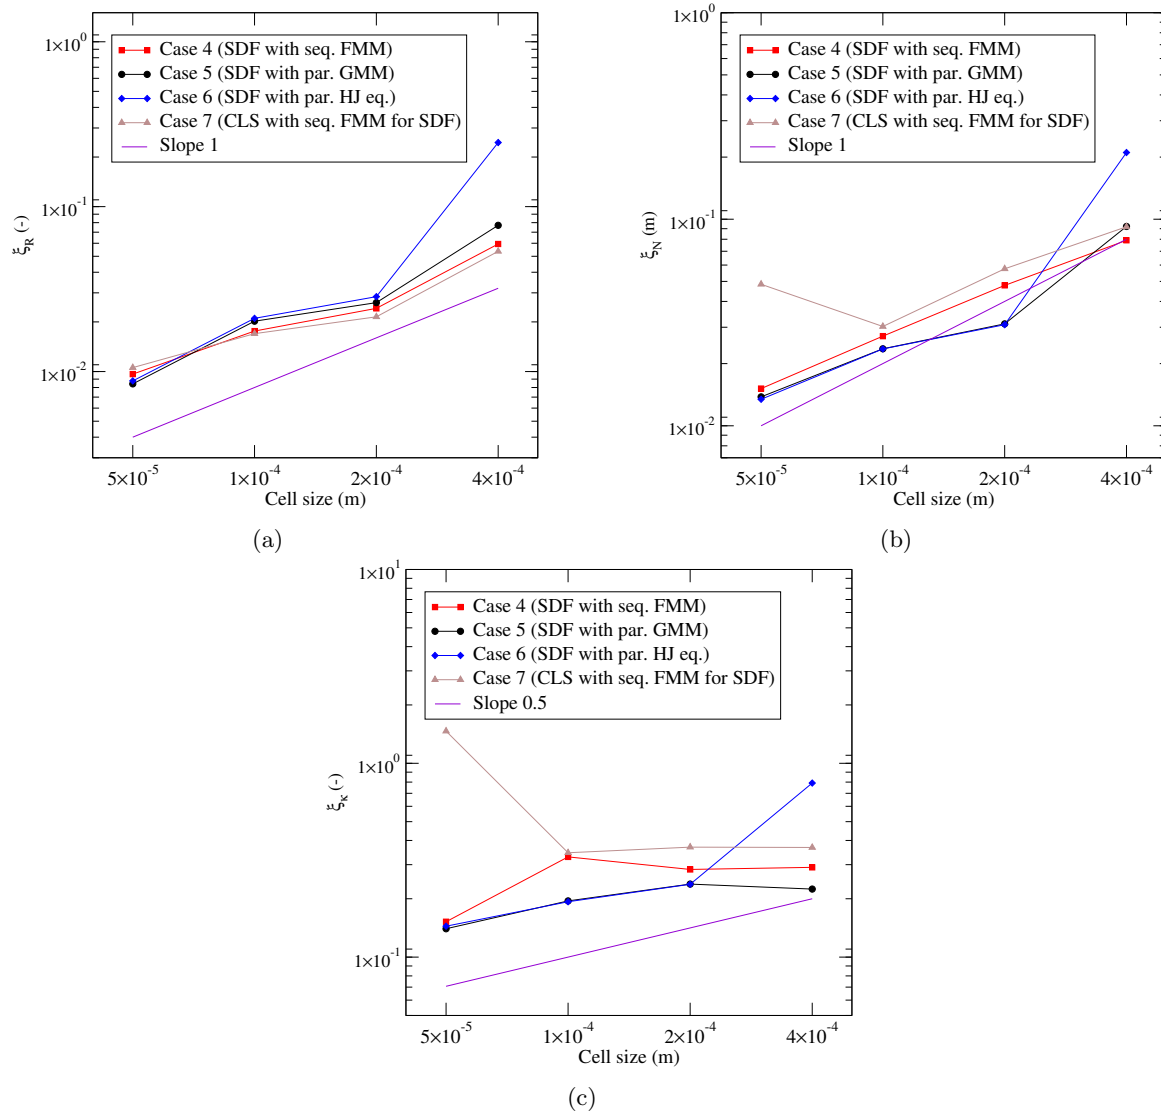 1×10⁰
1×10⁻¹
1×10⁻²
ξ_R (-)
Case 4 (SDF with seq. FMM)
Case 5 (SDF with par. GMM)
Case 6 (SDF with par. HJ eq.)
Case 7 (CLS with seq. FMM for SDF)
Slope 1
5×10⁻⁵ 1×10⁻⁴ 2×10⁻⁴ 4×10⁻⁴
Cell size (m)
(a)
1×10⁰
1×10⁻¹
1×10⁻²
ξ_N (m)
Case 4 (SDF with seq. FMM)
Case 5 (SDF with par. GMM)
Case 6 (SDF with par. HJ eq.)
Case 7 (CLS with seq. FMM for SDF)
Slope 1
5×10⁻⁵ 1×10⁻⁴ 2×10⁻⁴ 4×10⁻⁴
Cell size (m)
(b)
1×10¹
1×10⁰
1×10⁻¹
ξ_κ (-)
Case 4 (SDF with seq. FMM)
Case 5 (SDF with par. GMM)
Case 6 (SDF with par. HJ eq.)
Case 7 (CLS with seq. FMM for SDF)
Slope 0.5
5×10⁻⁵ 1×10⁻⁴ 2×10⁻⁴ 4×10⁻⁴
Cell size (m)
(c)